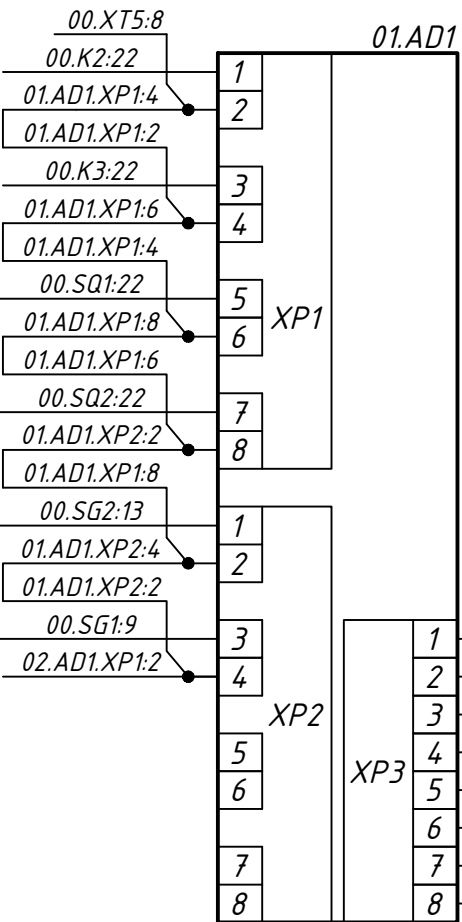 00.XT5:8
01.AD1
00.K2:22
1
01.AD1.XP1:4
2
01.AD1.XP1:2
00.K3:22
3
01.AD1.XP1:6
4
01.AD1.XP1:4
00.SQ1:22
5
XP1
01.AD1.XP1:8
6
01.AD1.XP1:6
00.SQ2:22
7
01.AD1.XP2:2
8
01.AD1.XP1:8
00.SG2:13
1
01.AD1.XP2:4
2
01.AD1.XP2:2
00.SG1:9
3
1
02.AD1.XP1:2
4
2
XP2
3
5
4
XP3
6
5
6
7
7
8
8